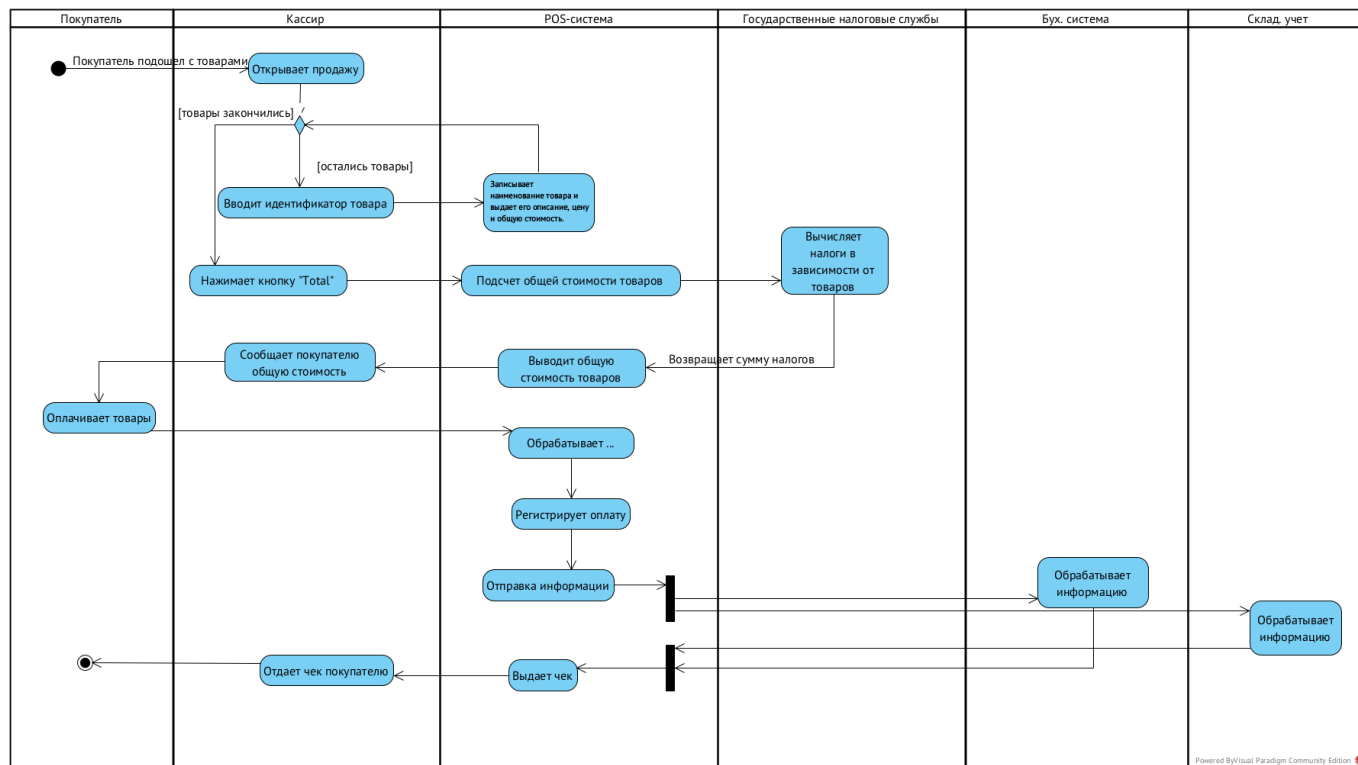 Покупатель
Кассир
POS-система
Государственные налоговые службы
Бух. система
Склад. учет
Покупатель подошел с товарами
Открывает продажу
[товары закончились]
[остались товары]
Вводит идентификатор товара
Записывает
наименование товара и
выдает его описание, цену
и общую стоимость.
Нажимает кнопку "Total"
Подсчет общей стоимости товаров
Вычисляет
налоги в
зависимости от
товаров
Возвращает сумму налогов
Выводит общую
стоимость товаров
Сообщает покупателю
общую стоимость
Оплачивает товары
Обрабатывает ...
Регистрирует оплату
Отправка информации
Обрабатывает
информацию
Обрабатывает
информацию
Выдает чек
Отдает чек покупателю
Powered ByVisual Paradigm Community Edition